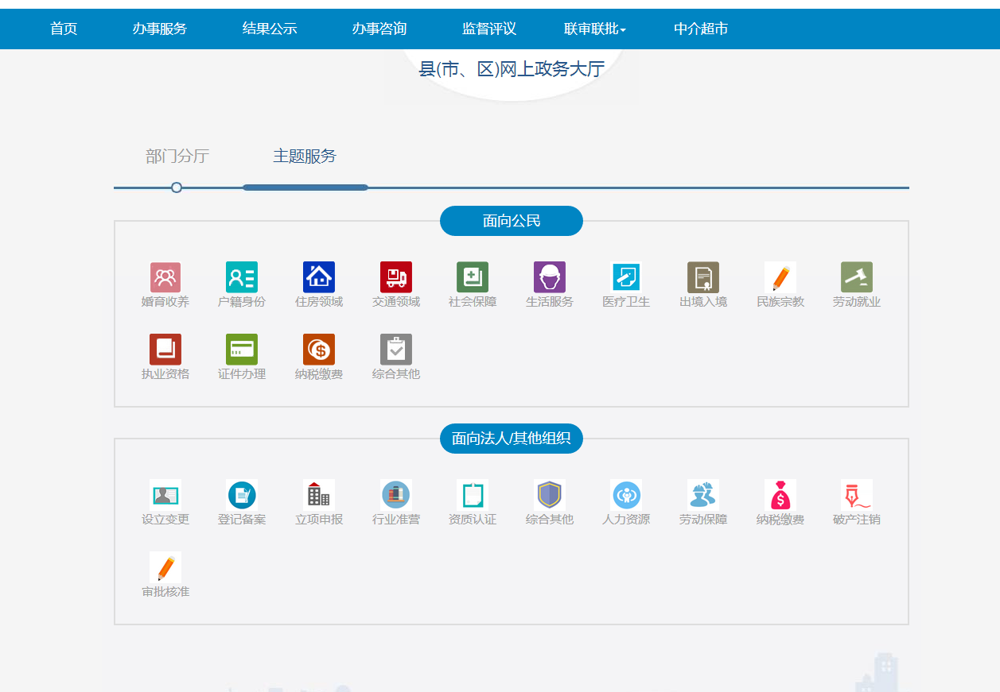 首页 办事服务 结果公示 办事咨询 监督评议 联审联批 中介超市
县(市、区)网上政务大厅
部门分厅 主题服务
面向公民
婚育收养 户籍身份 住房领域 交通领域 社会保障 生活服务 医疗卫生 出境入境 民族宗教 劳动就业
执业资格 证件办理 纳税缴费 综合其他
面向法人/其他组织
设立变更 登记备案 立项申报 行业准营 资质认证 综合其他 人力资源 劳动保障 纳税缴费 破产注销
审批核准